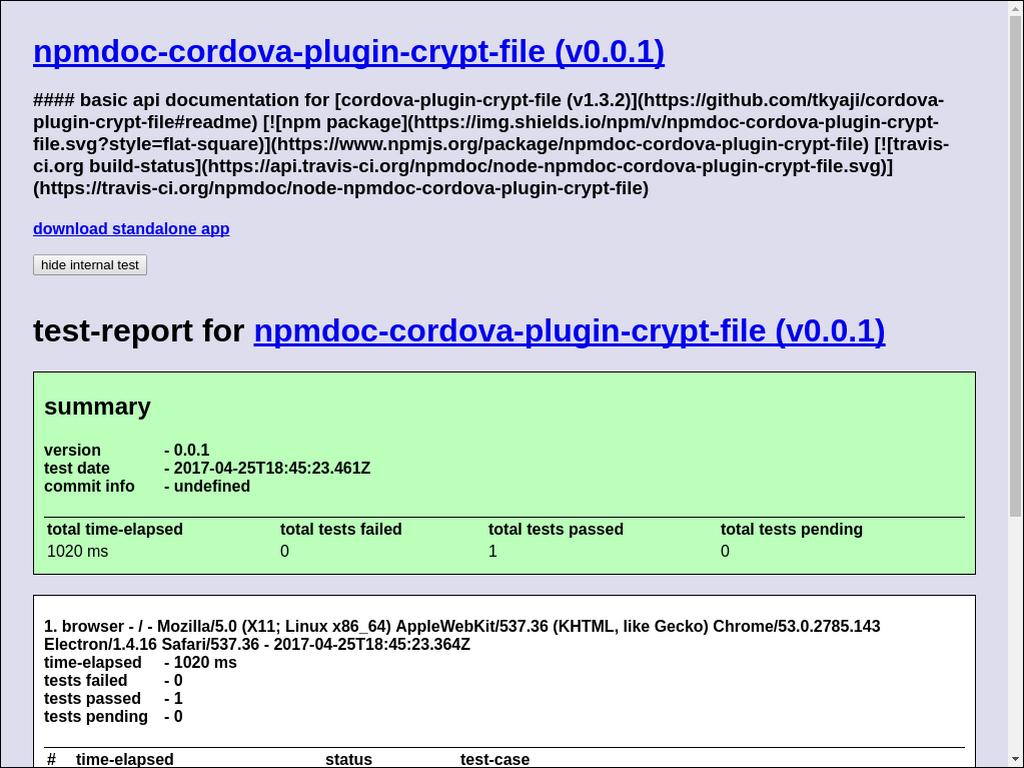 npmdoc-cordova-plugin-crypt-file (v0.0.1)
#### basic api documentation for [cordova-plugin-crypt-file (v1.3.2)](https://github.com/tkyaji/cordova-
plugin-crypt-file#readme) [![npm package](https://img.shields.io/npm/v/npmdoc-cordova-plugin-crypt-
file.svg?style=flat-square)](https://www.npmjs.org/package/npmdoc-cordova-plugin-crypt-file) [![travis-
ci.org build-status](https://api.travis-ci.org/npmdoc/node-npmdoc-cordova-plugin-crypt-file.svg)]
(https://travis-ci.org/npmdoc/node-npmdoc-cordova-plugin-crypt-file)
download standalone app
hide internal test
test-report for npmdoc-cordova-plugin-crypt-file (v0.0.1)
summary
version - 0.0.1
test date - 2017-04-25T18:45:23.461Z
commit info - undefined
total time-elapsed total tests failed total tests passed total tests pending
1020 ms 0 1 0
1. browser - / - Mozilla/5.0 (X11; Linux x86_64) AppleWebKit/537.36 (KHTML, like Gecko) Chrome/53.0.2785.143
Electron/1.4.16 Safari/537.36 - 2017-04-25T18:45:23.364Z
time-elapsed - 1020 ms
tests failed - 0
tests passed - 1
tests pending - 0
# time-elapsed status test-case